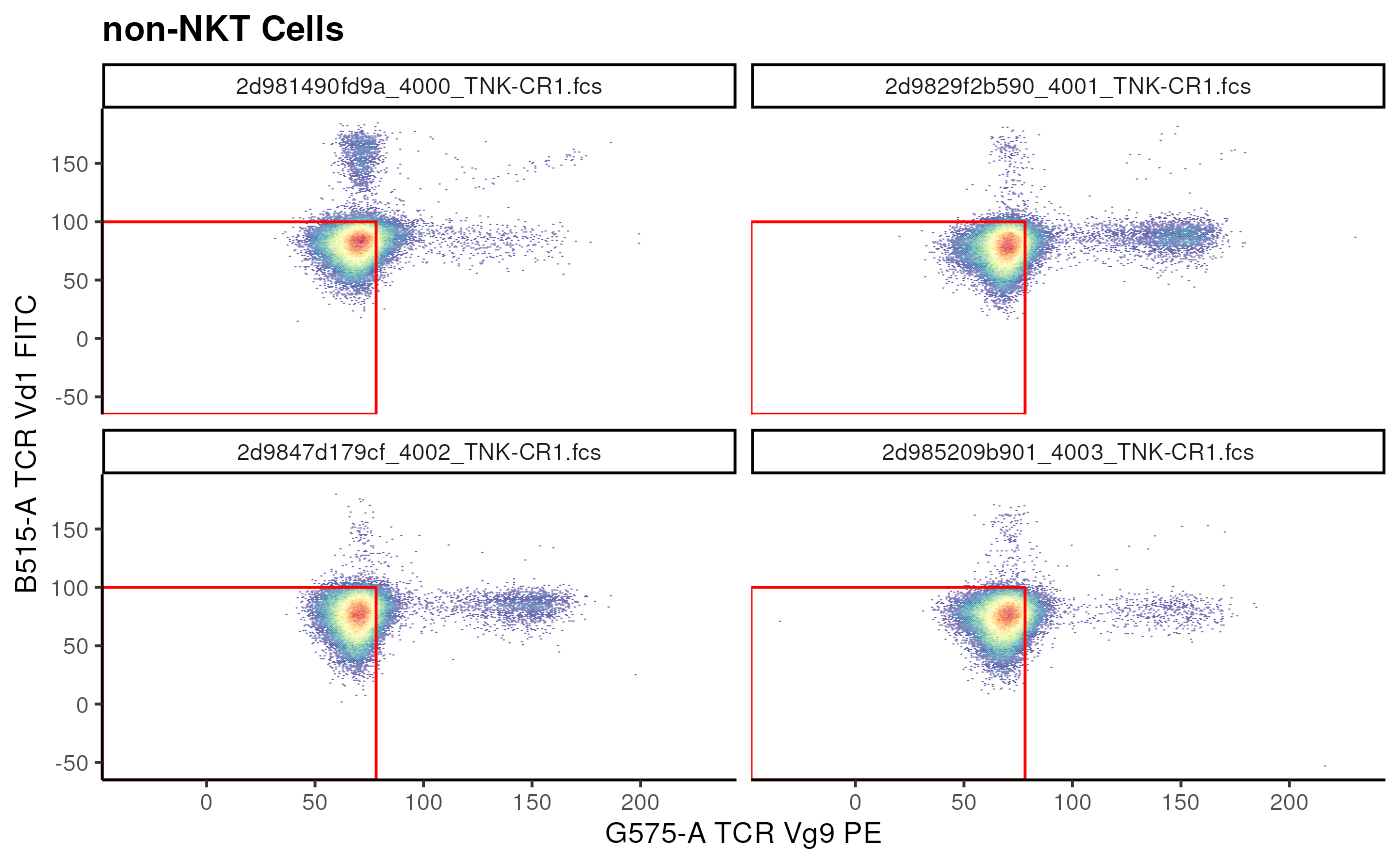 non-NKT Cells
2d981490fd9a_4000_TNK-CR1.fcs
2d9829f2b590_4001_TNK-CR1.fcs
150
100
50
0
-50
2d9847d179cf_4002_TNK-CR1.fcs
2d985209b901_4003_TNK-CR1.fcs
150
100
50
0
-50
B515-A TCR Vd1 FITC
0 50 100 150 200
0 50 100 150 200
G575-A TCR Vg9 PE